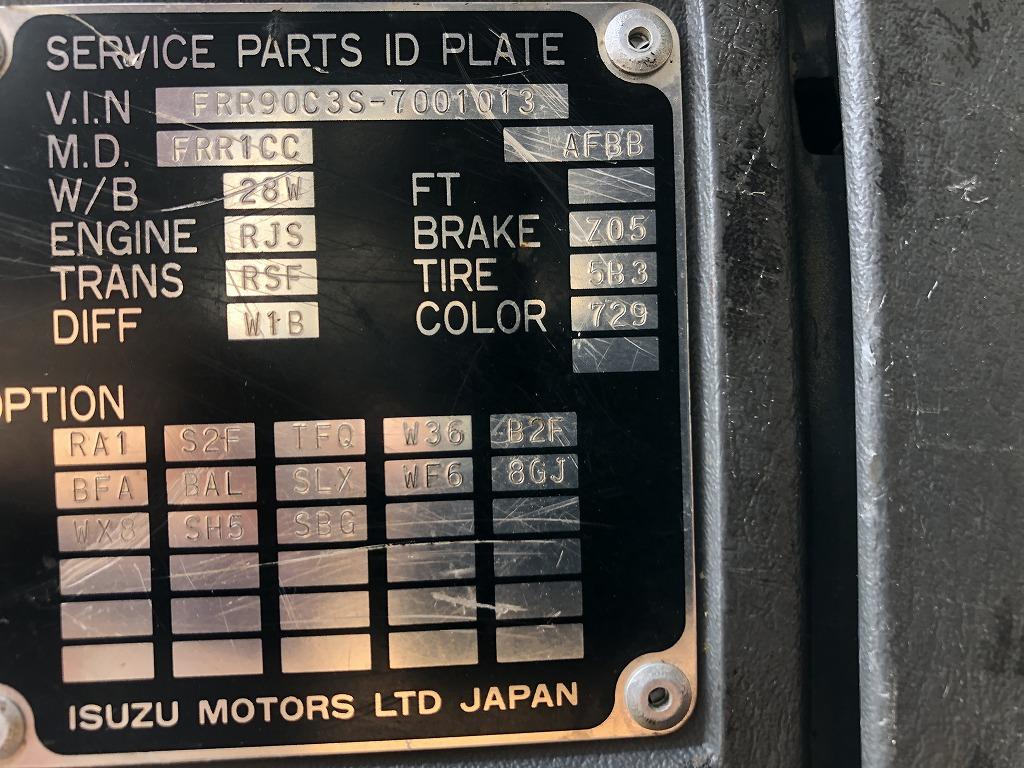 SERVICE PARTS ID PLATE
V.I.N FRR90C3S-7001013
M.D. FRR1CC AFBB
W/B 28W FT
ENGINE RJS BRAKE Z05
TRANS RSF TIRE 5B3
DIFF W1B COLOR 729
OPTION
RA1 S2F TFQ W36 B2F
BFA BAL SLX WF6 8GJ
WX8 SH5 SBG
ISUZU MOTORS LTD JAPAN